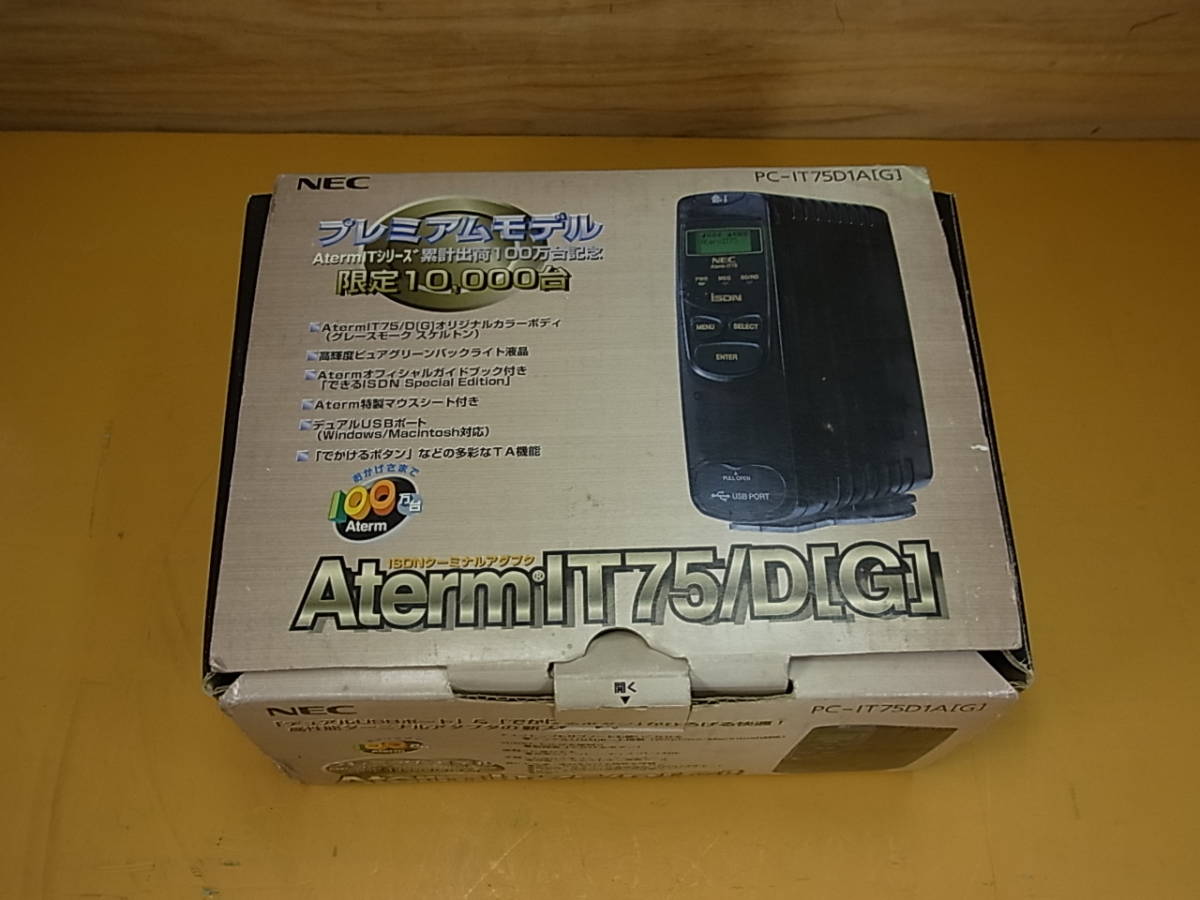 NEC
PC-IT75D1A[G]
プレミアムモデル
AtermITシリーズ 累計出荷100万台記念
限定10,000台
AtermIT75/D[G]オリジナルカラーボディ
(グレースモーク スケルトン)
高輝度ピュアグリーンバックライト液晶
Atermオフィシャルガイドブック付き
「できるISDN Special Edition」
Aterm特製マウスシート付き
デュアルUSBポート
(Windows/Macintosh対応)
「でかけるボタン」などの多彩なTA機能
おかげさまで
100万台
Aterm
AtermIT75
NEC
Aterm IT75
PWR MSG SD/RD
ISDN
MENU SELECT
ENTER
PULL OPEN
USB PORT
ISDNターミナルアダプタ
Aterm®IT75/D[G]
開く
NEC
PC-IT75D1A[G]